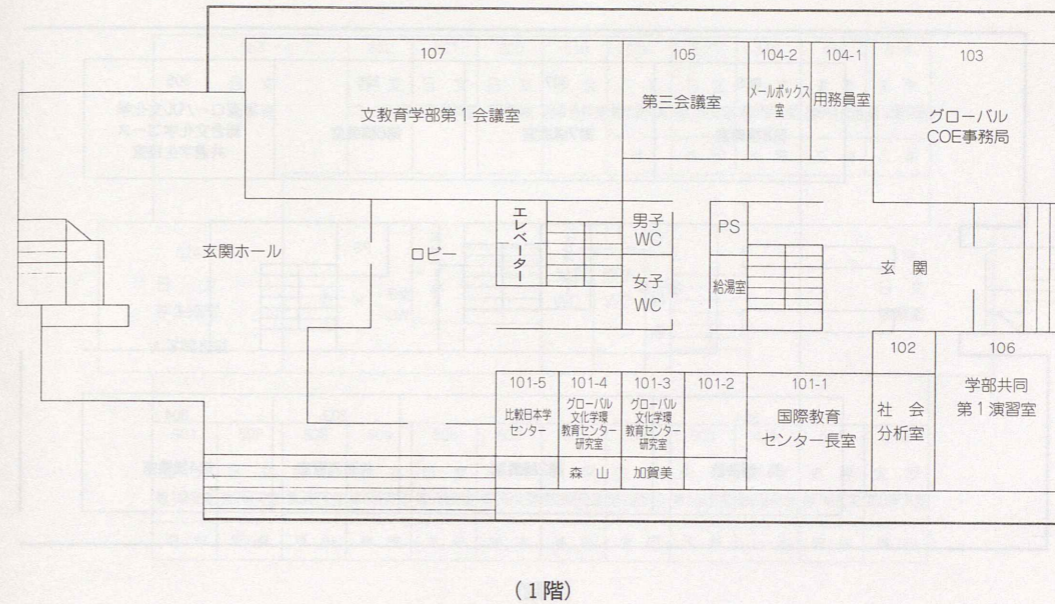 107
文教育学部第1会議室
105
第三会議室
104-2
メールボックス
室
104-1
用務員室
103
グローバル
COE事務局
玄関ホール
ロビー
エレベーター
男子
WC
女子
WC
PS
給湯室
玄 関
101-5
比較日本学
センター
101-4
グローバル
文化学環
教育センター
研究室
森 山
101-3
グローバル
文化学環
教育センター
研究室
加賀美
101-2
101-1
国際教育
センター長室
102
社 会
分析室
106
学部共同
第1演習室
(1階)